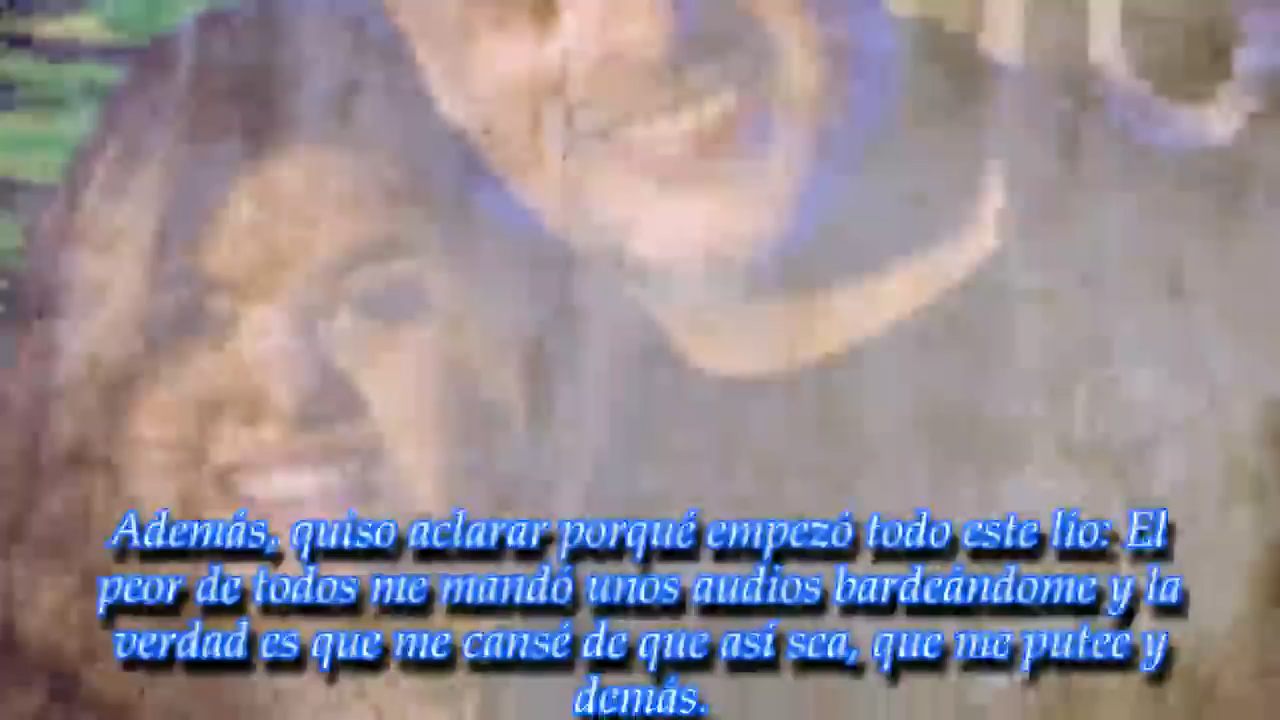 Además, quiso aclarar porqué empezó todo este lío: El
peor de todos me mandó unos audios bardeándome y la
verdad es que me cansé de que así sea, que me putee y
demás.